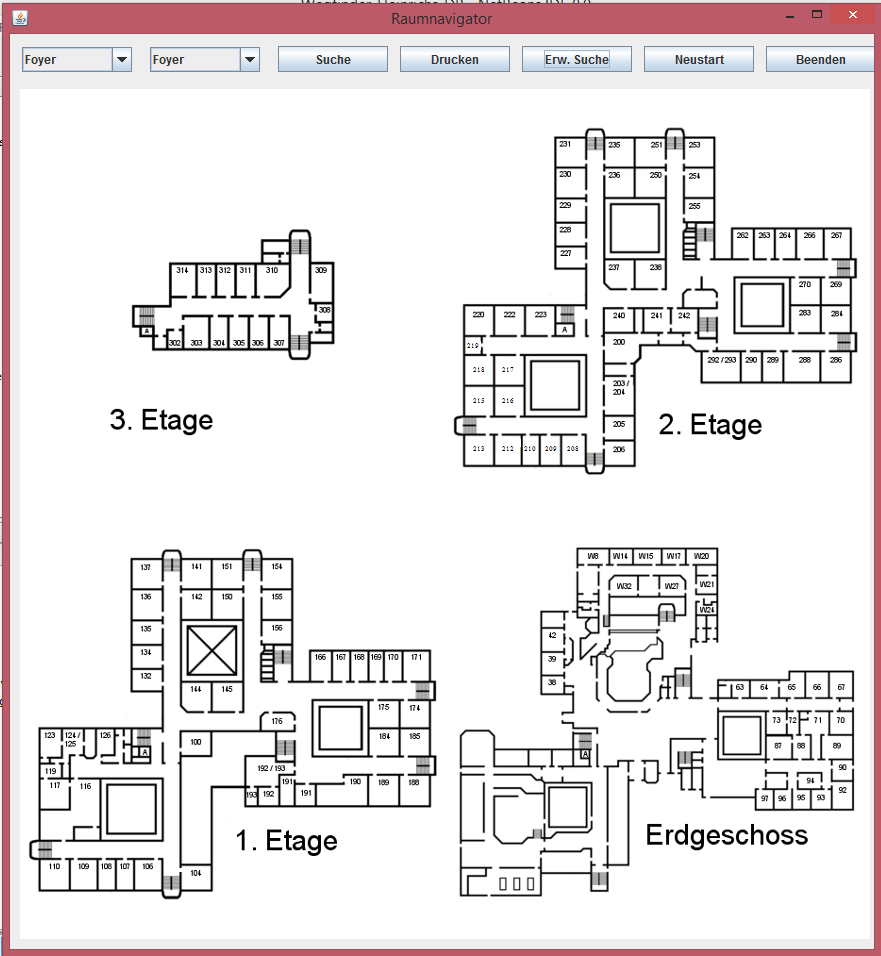 Raumnavigator
Foyer Foyer Suche Drucken Erw. Suche Neustart Beenden
314 313 312 311 310 309
308
A
302 303 304 305 306 307
3. Etage
231 235 251 253
230 236 250 254
229 255
228
227
237 238
262 263 264 266 267
270 269
283 284
220 222 223 240 241 242
A
219 200
218 217
292 / 293 290 289 288 286
203 /
204
215 216
205
213 212 210 209 208 206
2. Etage
137 141 151 154
136 142 150 155
135 156
134
132
144 145
166 167 168 169 170 171
175 174
176
184 185
123 124 / 126 100
125
A
119
117 116
192 / 193
191 190 189 188
193 192 191
110 109 108 107 106 104
1. Etage
W8 W14 W15 W17 W20
W32 W27 W21
W24
42
39
38
63 64 65 66 67
73 72 71 70
87 88 89
A
90
94
92
97 96 95 93
Erdgeschoss